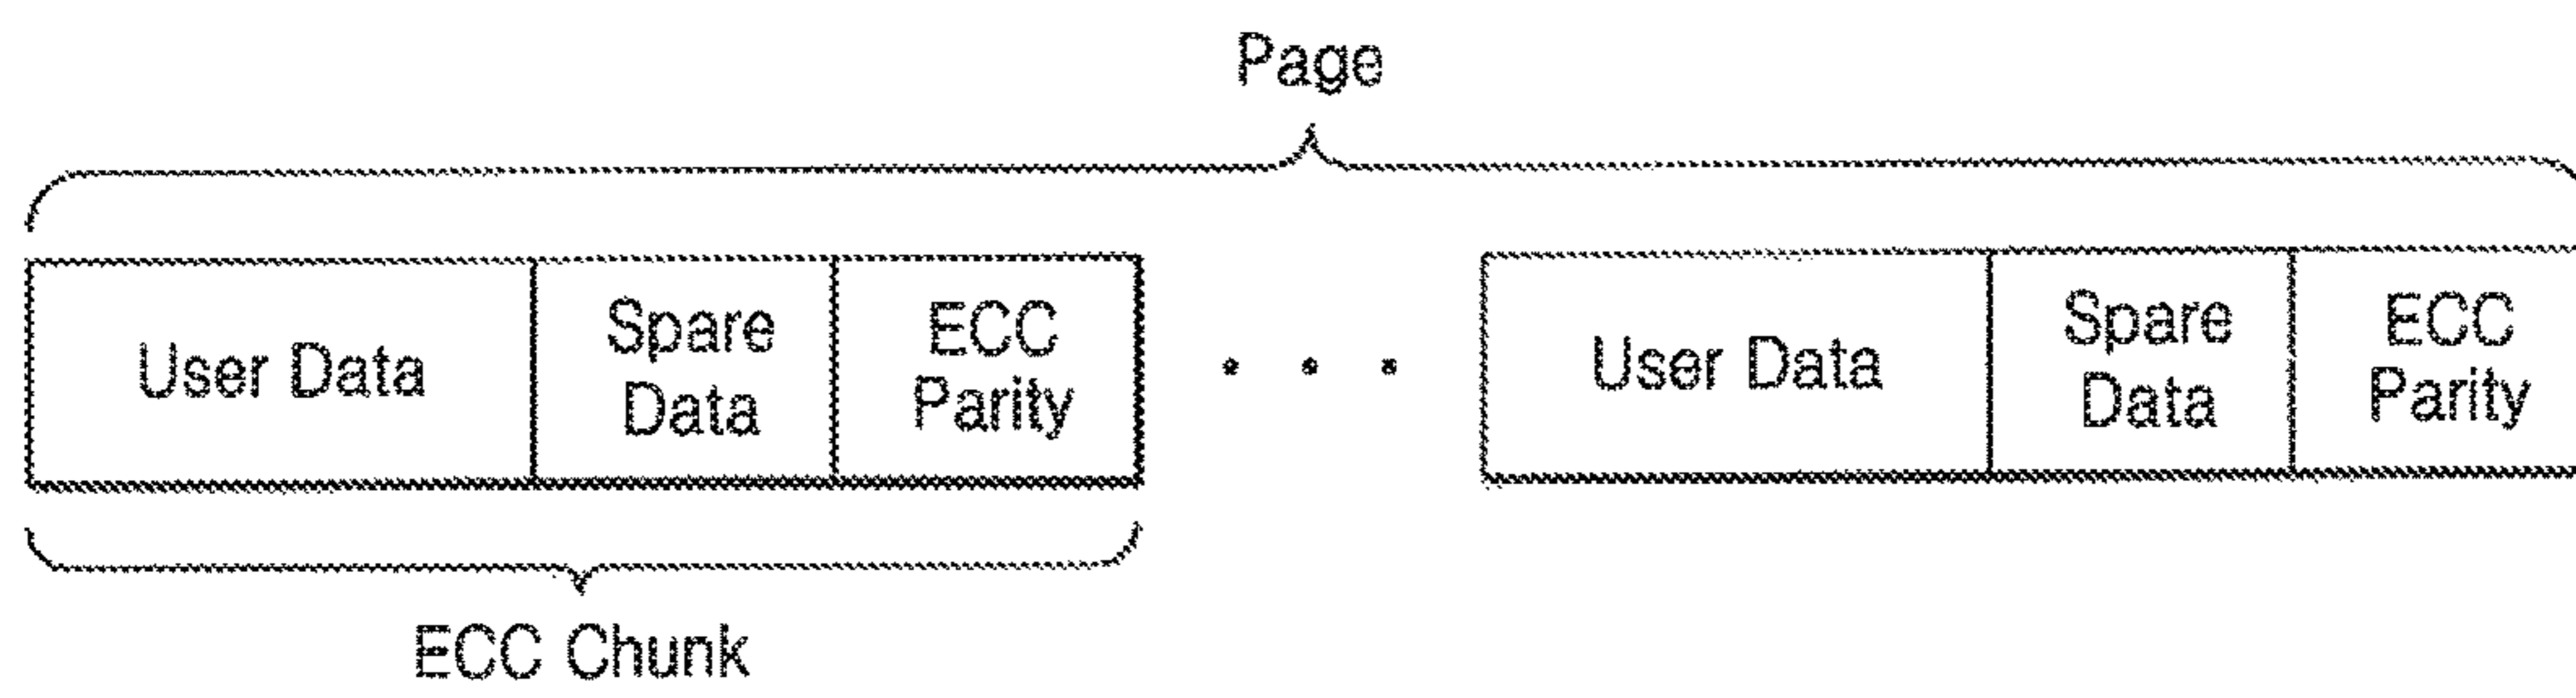 Page
User Data
Spare
Data
ECC
Parity
. . .
User Data
Spare
Data
ECC
Parity
ECC Chunk